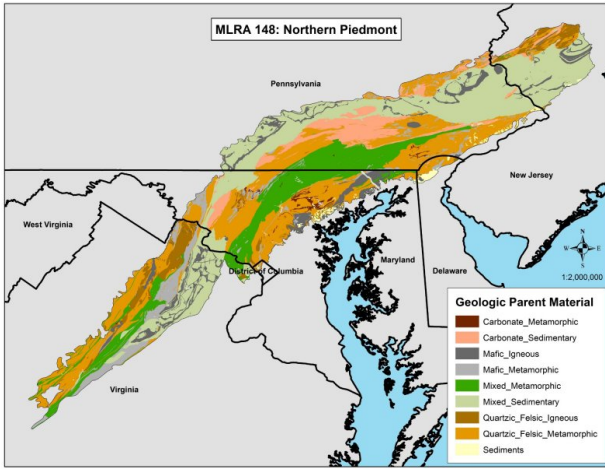 MLRA 148: Northern Piedmont
Pennsylvania
New Jersey
West Virginia
District of Columbia
Maryland
Delaware
Virginia
N
W
E
S
1:2,000,000
Geologic Parent Material
Carbonate_Metamorphic
Carbonate_Sedimentary
Mafic_Igneous
Mafic_Metamorphic
Mixed_Metamorphic
Mixed_Sedimentary
Quartzic_Felsic_Igneous
Quartzic_Felsic_Metamorphic
Sediments